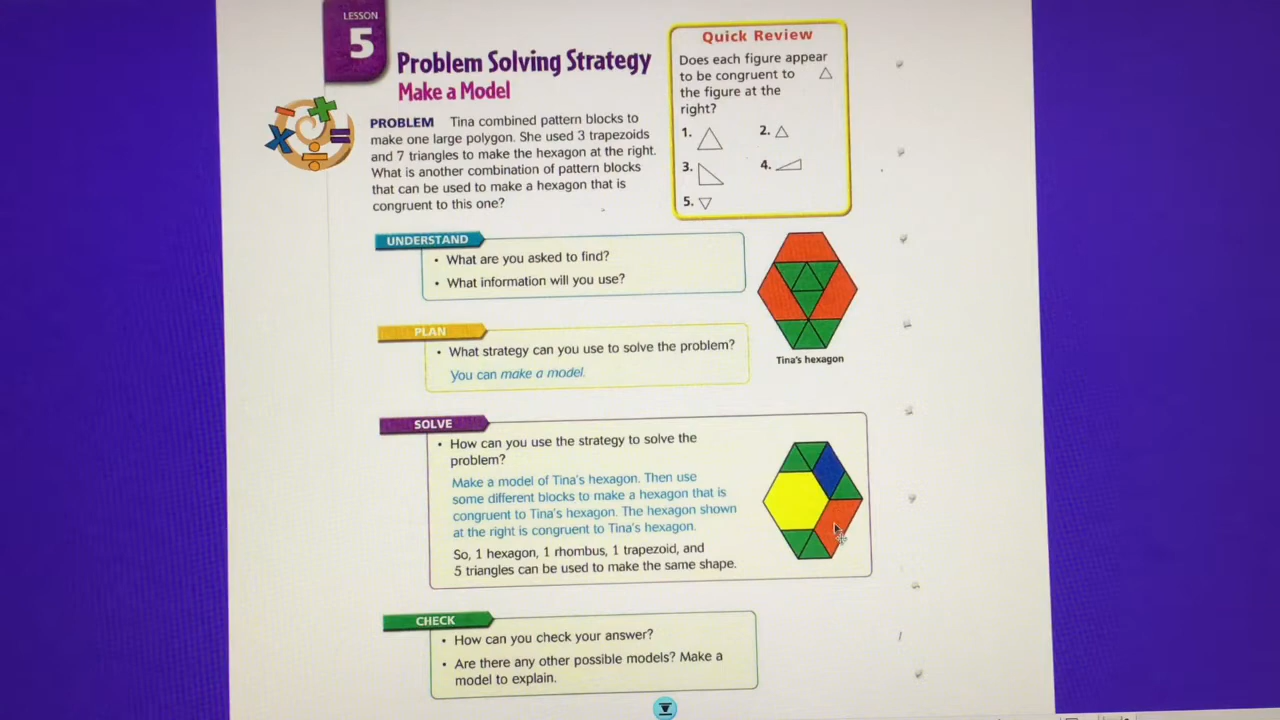 LESSON
5
Problem Solving Strategy
Make a Model
PROBLEM Tina combined pattern blocks to
make one large polygon. She used 3 trapezoids
and 7 triangles to make the hexagon at the right.
What is another combination of pattern blocks
that can be used to make a hexagon that is
congruent to this one?
Quick Review
Does each figure appear
to be congruent to
the figure at the
right?
1.
2.
3.
4.
5.
UNDERSTAND
• What are you asked to find?
• What information will you use?
PLAN
• What strategy can you use to solve the problem?
You can make a model.
Tina's hexagon
SOLVE
• How can you use the strategy to solve the
problem?
Make a model of Tina's hexagon. Then use
some different blocks to make a hexagon that is
congruent to Tina's hexagon. The hexagon shown
at the right is congruent to Tina's hexagon.
So, 1 hexagon, 1 rhombus, 1 trapezoid, and
5 triangles can be used to make the same shape.
CHECK
• How can you check your answer?
• Are there any other possible models? Make a
model to explain.